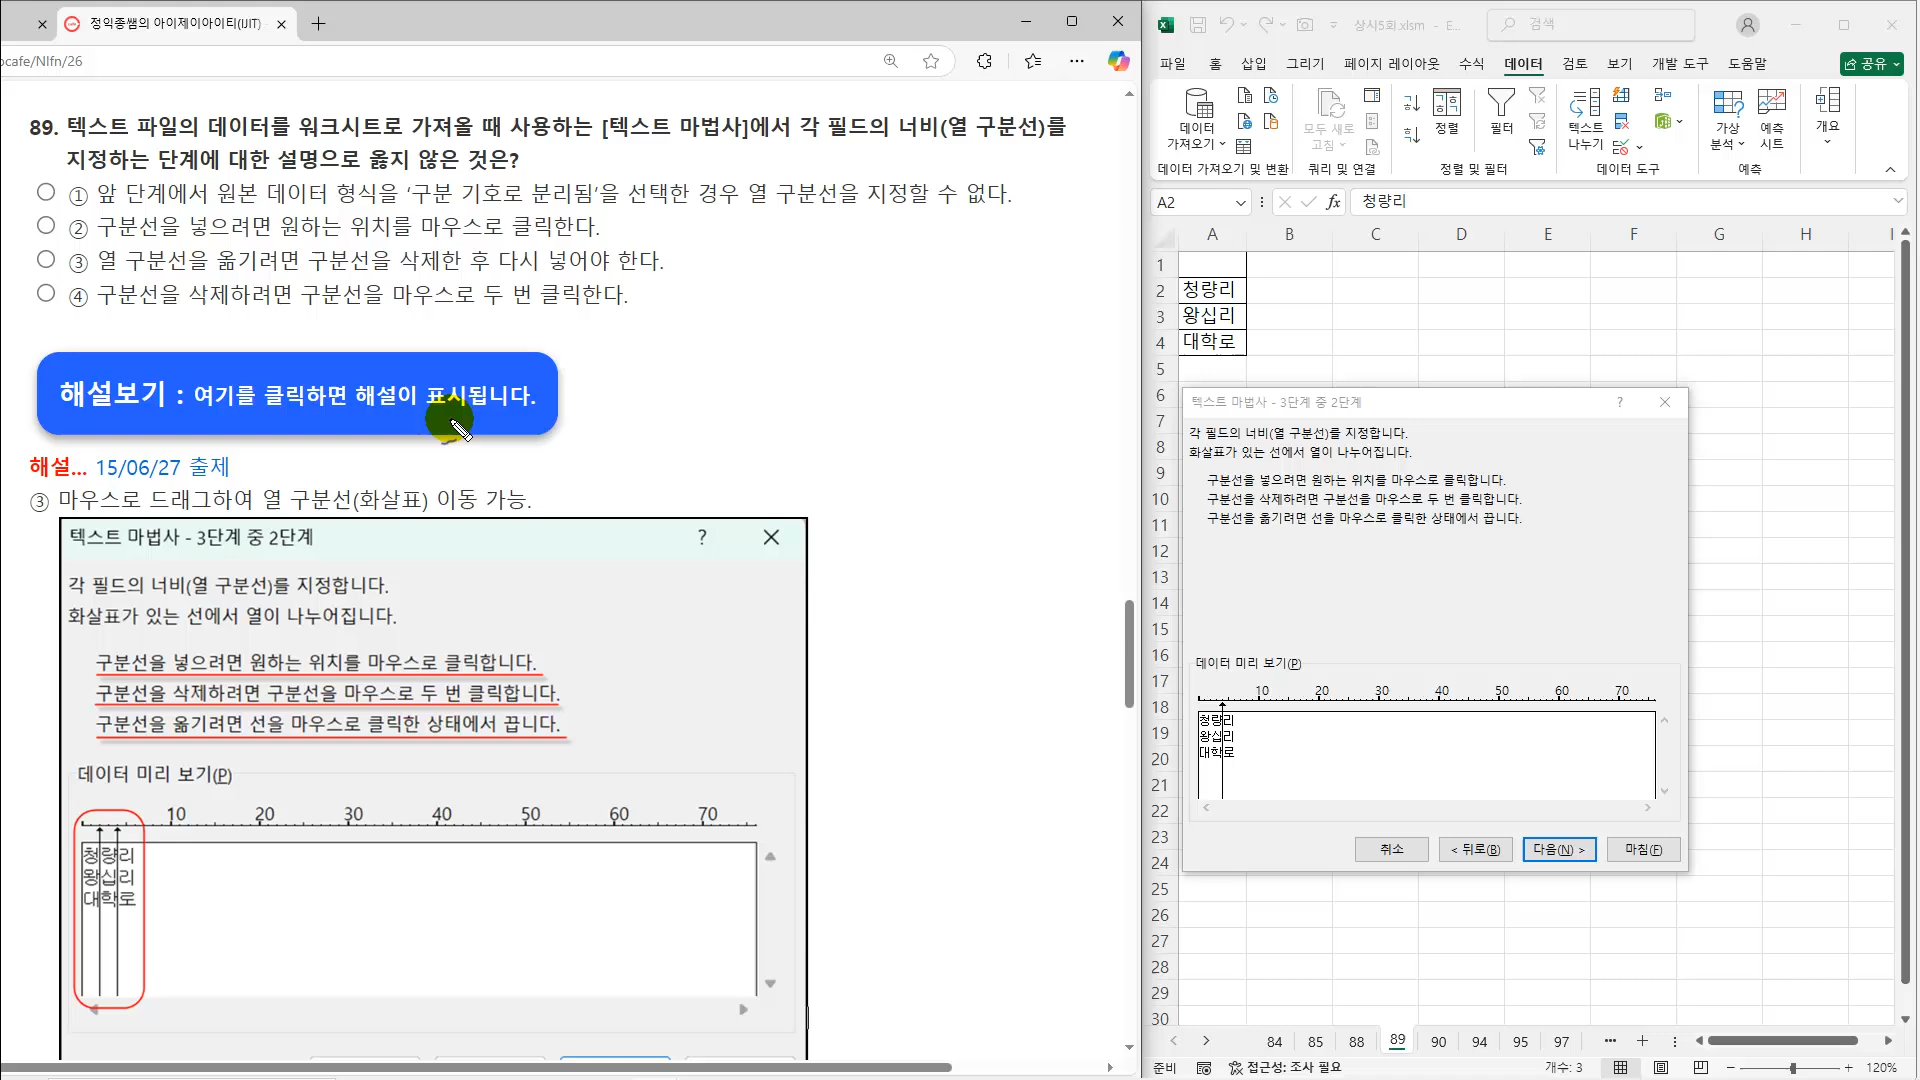 정익종쌤의 아이제이아이티(IJIT)
ocafe/NIfn/26
89. 텍스트 파일의 데이터를 워크시트로 가져올 때 사용하는 [텍스트 마법사]에서 각 필드의 너비(열 구분선)를
지정하는 단계에 대한 설명으로 옳지 않은 것은?
① 앞 단계에서 원본 데이터 형식을 '구분 기호로 분리됨'을 선택한 경우 열 구분선을 지정할 수 없다.
② 구분선을 넣으려면 원하는 위치를 마우스로 클릭한다.
③ 열 구분선을 옮기려면 구분선을 삭제한 후 다시 넣어야 한다.
④ 구분선을 삭제하려면 구분선을 마우스로 두 번 클릭한다.
해설보기 : 여기를 클릭하면 해설이 표시됩니다.
해설... 15/06/27 출제
③ 마우스로 드래그하여 열 구분선(화살표) 이동 가능.
텍스트 마법사 - 3단계 중 2단계 ?
각 필드의 너비(열 구분선)를 지정합니다.
화살표가 있는 선에서 열이 나누어집니다.
구분선을 넣으려면 원하는 위치를 마우스로 클릭합니다.
구분선을 삭제하려면 구분선을 마우스로 두 번 클릭합니다.
구분선을 옮기려면 선을 마우스로 클릭한 상태에서 끕니다.
데이터 미리 보기(P)
10 20 30 40 50 60 70
청량리
왕십리
대학로
상시5회.xlsm - E...
검색
파일 홈 삽입 그리기 페이지 레이아웃 수식 데이터 검토 보기 개발 도구 도움말 공유
데이터 가져오기
모두 새로 고침
정렬
필터
텍스트 나누기
가상 분석
예측 시트
개요
데이터 가져오기 및 변환 쿼리 및 연결 정렬 및 필터 데이터 도구 예측
A2 fx 청량리
A B C D E F G H I
1
2 청량리
3 왕십리
4 대학로
5
6
7
8
9
10
11
12
13
14
15
16
17
18
19
20
21
22
23
24
25
26
27
28
29
30
텍스트 마법사 - 3단계 중 2단계 ?
각 필드의 너비(열 구분선)를 지정합니다.
화살표가 있는 선에서 열이 나누어집니다.
구분선을 넣으려면 원하는 위치를 마우스로 클릭합니다.
구분선을 삭제하려면 구분선을 마우스로 두 번 클릭합니다.
구분선을 옮기려면 선을 마우스로 클릭한 상태에서 끕니다.
데이터 미리 보기(P)
10 20 30 40 50 60 70
청량리
왕십리
대학로
취소 < 뒤로(B) 다음(N) > 마침(F)
84 85 88 89 90 94 95 97 ...
준비 접근성: 조사 필요 개수: 3 120%